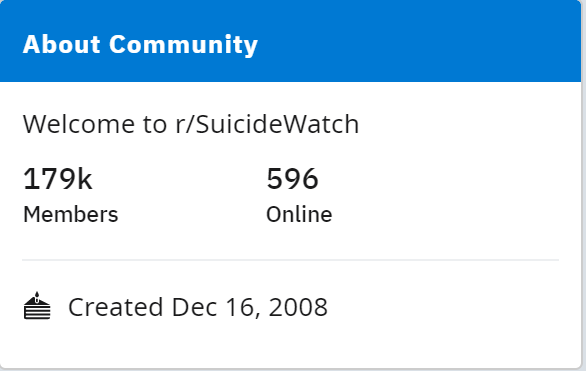 About Community
Welcome to r/SuicideWatch
179k 596
Members Online
Created Dec 16, 2008